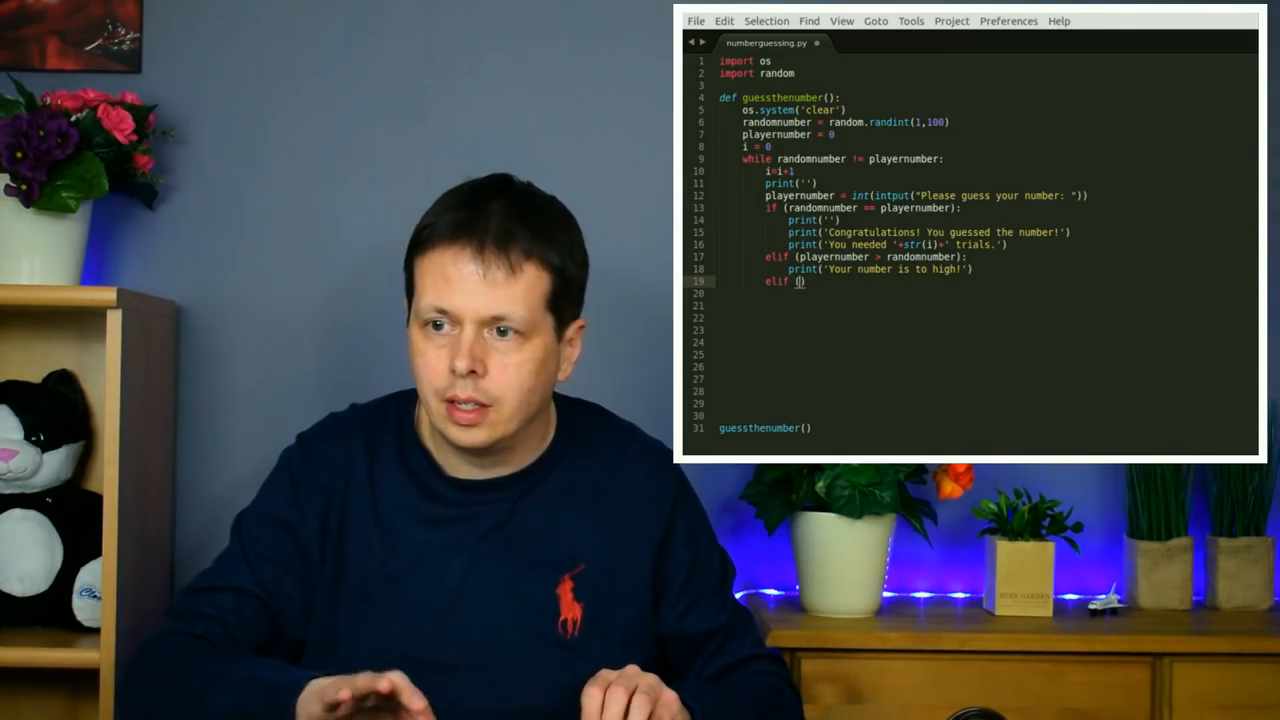 File Edit Selection Find View Goto Tools Project Preferences Help
numberguessing.py
1 import os
2 import random
3
4 def guessthenumber():
5 os.system('clear')
6 randomnumber = random.randint(1,100)
7 playernumber = 0
8 i = 0
9 while randomnumber != playernumber:
10 i=i+1
11 print('')
12 playernumber = int(intput("Please guess your number: "))
13 if (randomnumber == playernumber):
14 print('')
15 print('Congratulations! You guessed the number!')
16 print('You needed '+str(i)+' trials.')
17 elif (playernumber > randomnumber):
18 print('Your number is to high!')
19 elif ()
20
21
22
23
24
25
26
27
28
29
30
31 guessthenumber()
HERB GARDEN